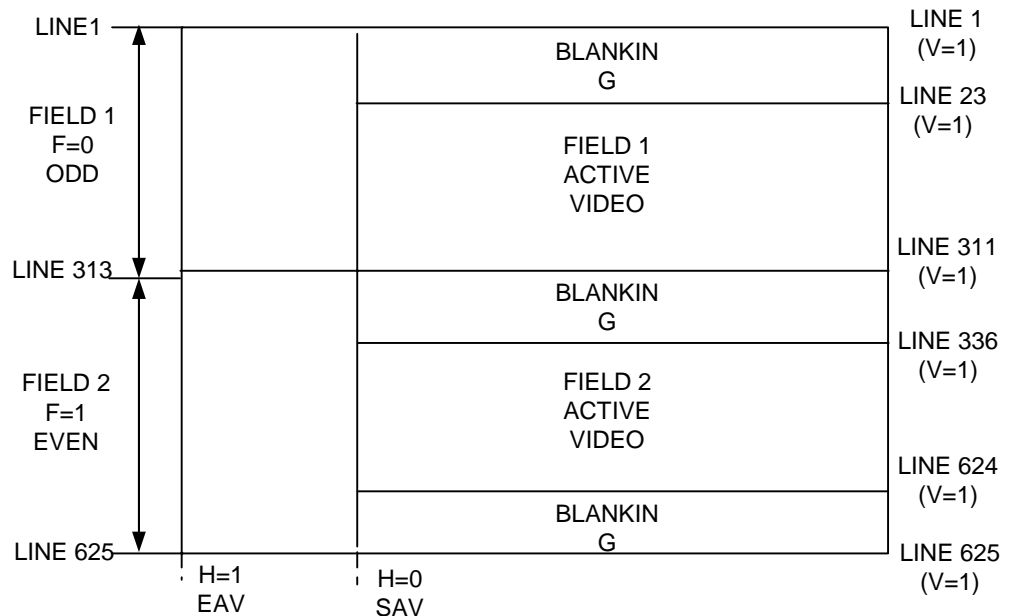 LINE1
LINE 1
(V=1)
BLANKIN
G
LINE 23
(V=1)
FIELD 1
F=0
ODD
FIELD 1
ACTIVE
VIDEO
LINE 313
LINE 311
(V=1)
BLANKIN
G
LINE 336
(V=1)
FIELD 2
F=1
EVEN
FIELD 2
ACTIVE
VIDEO
LINE 624
(V=1)
BLANKIN
G
LINE 625
LINE 625
(V=1)
H=1
EAV
H=0
SAV